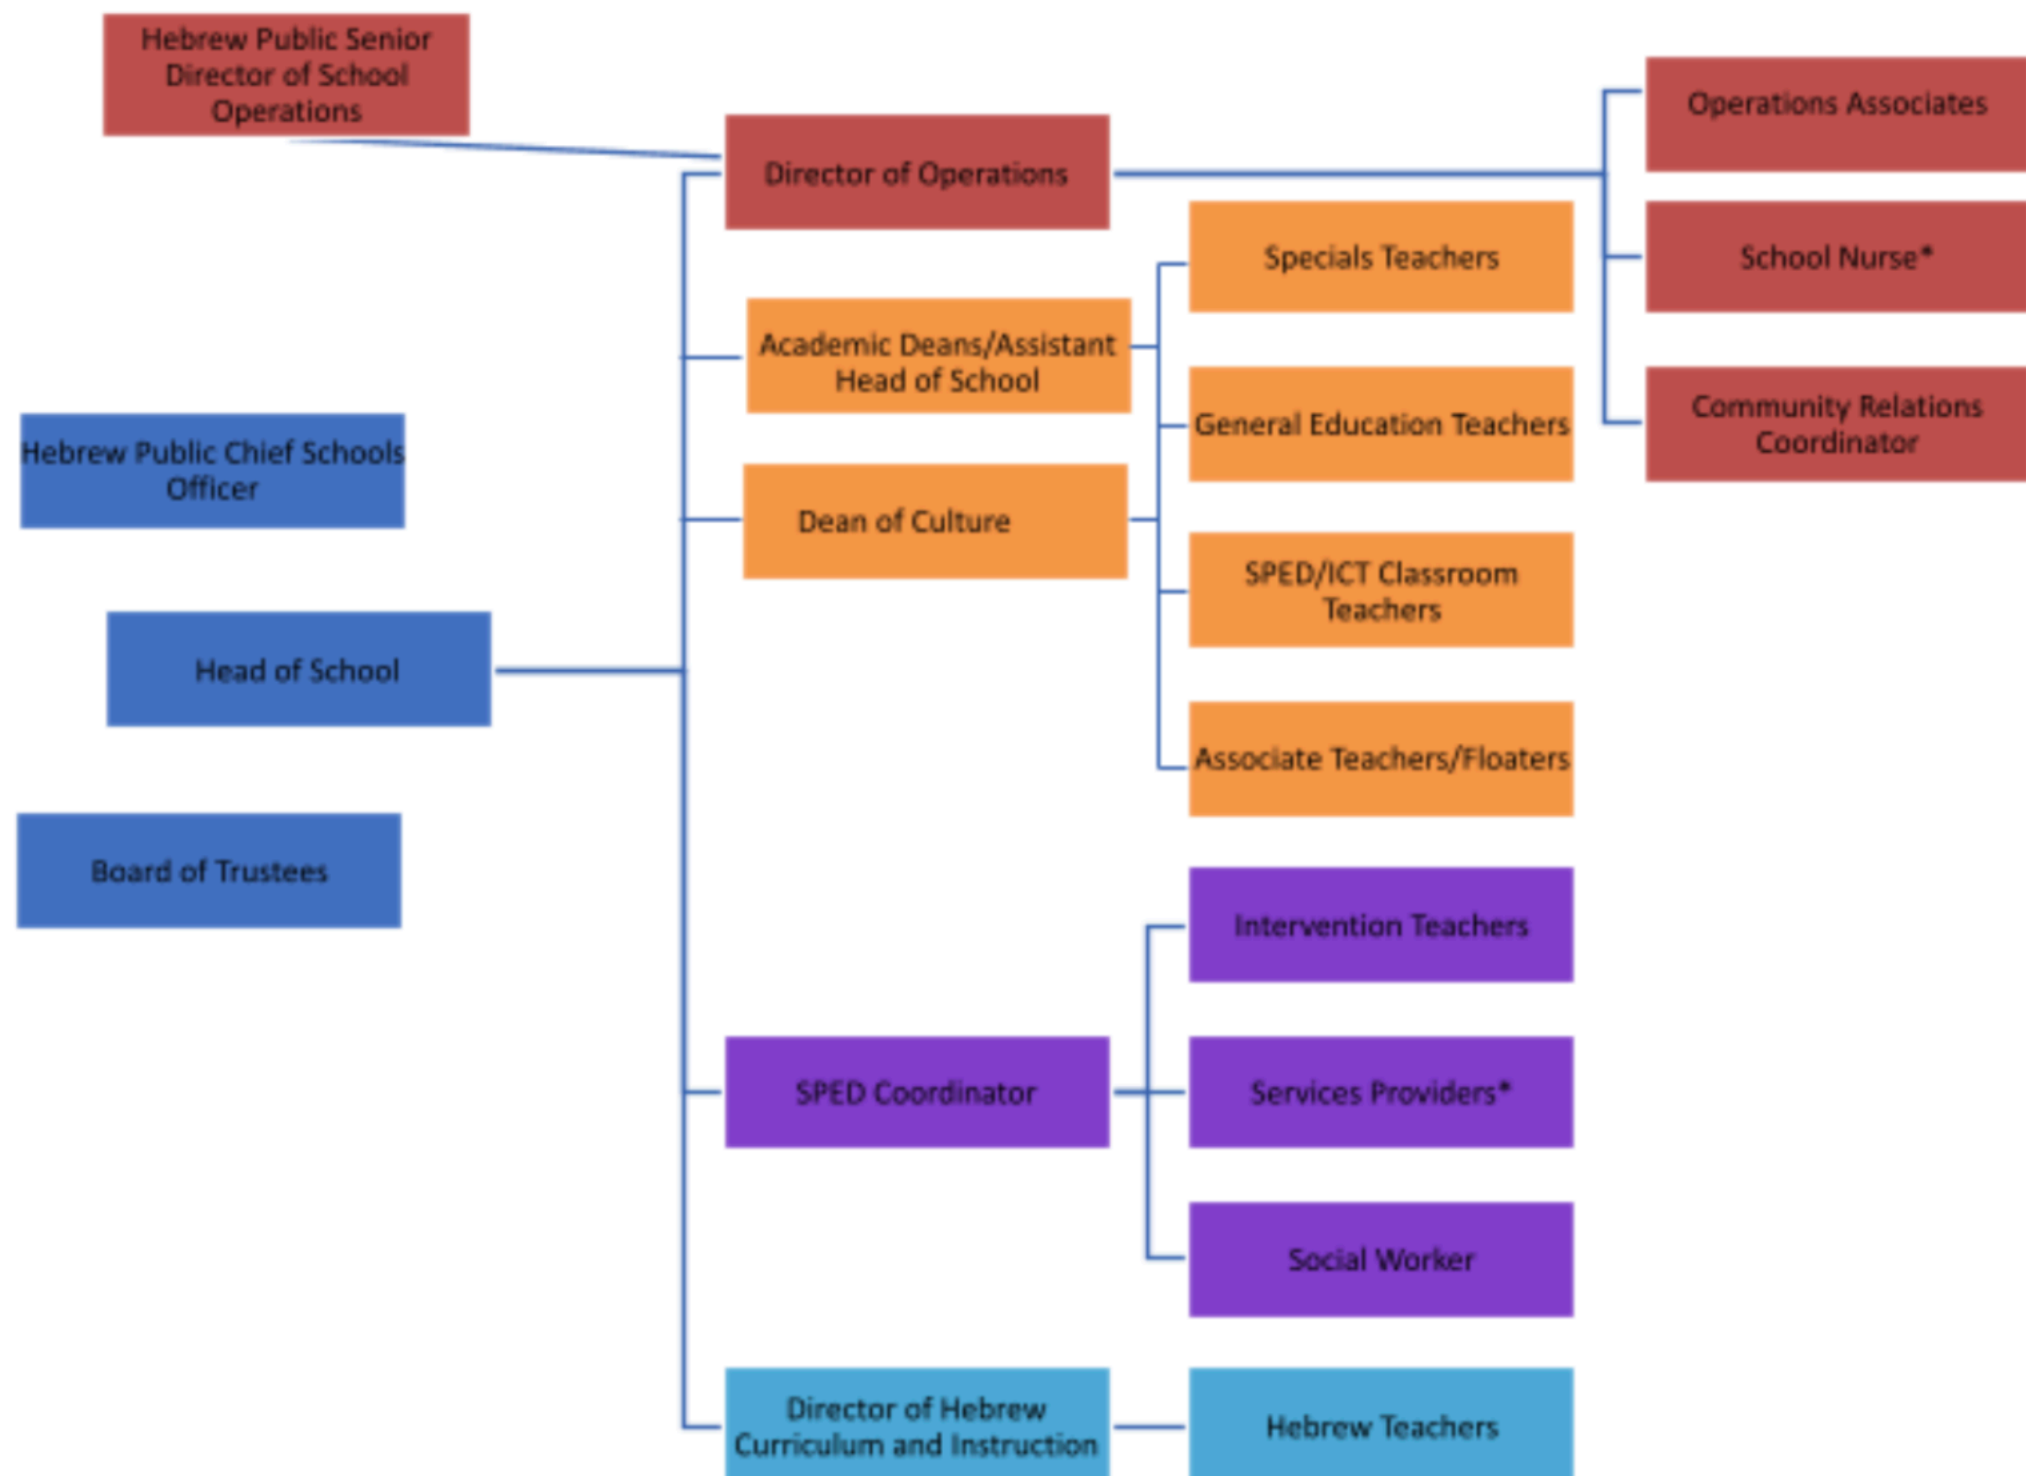 Hebrew Public Senior
Director of School
Operations
Director of Operations
Operations Associates
School Nurse*
Community Relations
Coordinator
Academic Deans/Assistant
Head of School
Dean of Culture
Specials Teachers
General Education Teachers
SPED/ICT Classroom
Teachers
Associate Teachers/Floaters
Hebrew Public Chief Schools
Officer
Head of School
Board of Trustees
SPED Coordinator
Intervention Teachers
Services Providers*
Social Worker
Director of Hebrew
Curriculum and Instruction
Hebrew Teachers